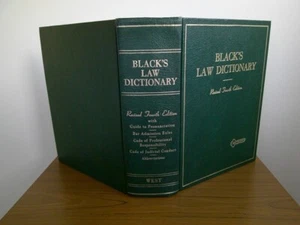 BLACK'S
LAW
DICTIONARY
Revised Fourth Edition
with
Guide to Pronunciation
Bar Admission Rules
Code of Professional
Responsibility
Code of Judicial Conduct
Abbreviations
WEST
BLACK'S
LAW DICTIONARY
Revised Fourth Edition